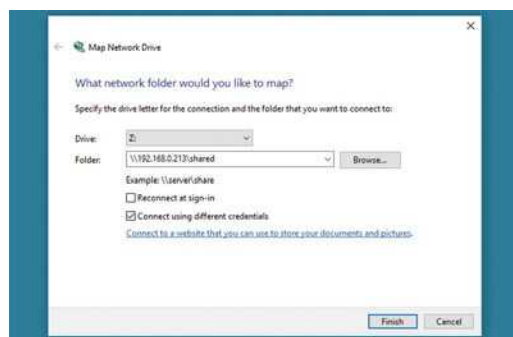 Map Network Drive
What network folder would you like to map?
Specify the drive letter for the connection and the folder that you want to connect to:
Drive: Z:
Folder: \\192.168.0.213\shared Browse...
Example: \\server\share
Reconnect at sign-in
Connect using different credentials
Connect to a website that you can use to store your documents and pictures.
Finish Cancel